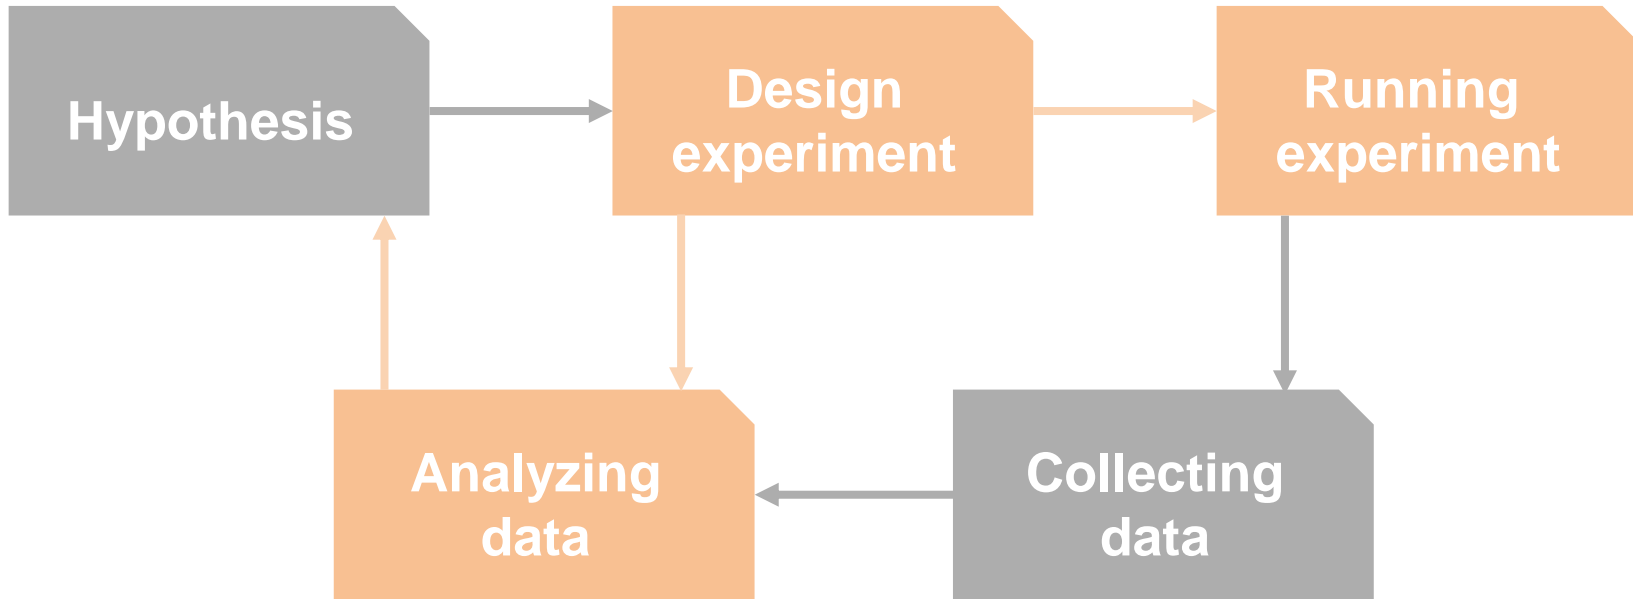 Hypothesis
Design
experiment
Running
experiment
Analyzing
data
Collecting
data